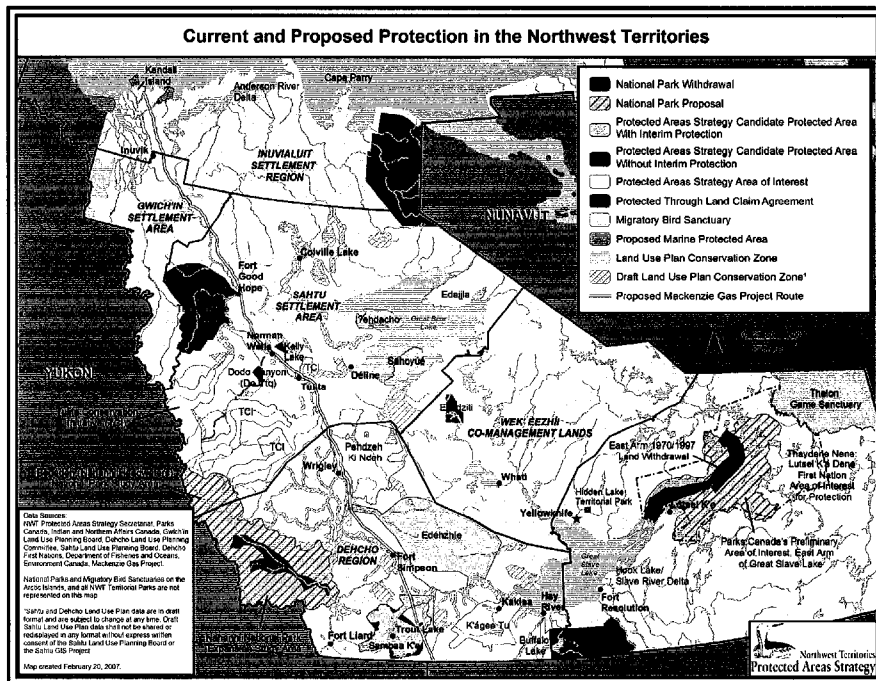 Current and Proposed Protection in the Northwest Territories
National Park Withdrawal
National Park Proposal
Protected Areas Strategy Candidate Protected Area
With Interim Protection
Protected Areas Strategy Candidate Protected Area
Without Interim Protection
Protected Areas Strategy Area of Interest
Protected Through Land Claim Agreement
Migratory Bird Sanctuary
Proposed Marine Protected Area
Land Use Plan Conservation Zone
Draft Land Use Plan Conservation Zone¹
Proposed Mackenzie Gas Project Route
Kendall
Island
Anderson River
Delta
Cape Parry
Inuvik
INUVIALUIT
SETTLEMENT
REGION
NUNAVUT
GWICH'IN
SETTLEMENT
AREA
Colville Lake
Fort
Good
Hope
SAHTU
SETTLEMENT
AREA
Edaiila
Great Bear
Lake
Norman
Wells
Kelly
Lake
Sahoyúé
YUKON
TCI
Dodo Canyon
Déline
Tulita
TCI
TCI
WEK'EEZHII
CO-MANAGEMENT LANDS
Thelon
Game Sanctuary
East Arm 1970/1997
Land Withdrawal
Pehdzeh
Ki Ndeh
Wrigley
Whati
Thaydene Nene:
Lutsel K'e Dene
First Nation
Area of Interest
for Protection
Hidden Lake
Territorial Park
Lutsel K'e
Yellowknife
Edéhzhíe
DEHCHO
REGION
Fort
Simpson
Parks Canada's Preliminary
Area of Interest, East Arm
of Great Slave Lake
Great
Slave
Lake
Hook Lake/
Slave River Delta
Kakisa
Hay
River
Fort
Resolution
K'ágee Tu
Trout Lake
Fort Liard
Sambaa K'e
Buffalo
Lake
Data Sources:
NWT Protected Areas Strategy Secretariat, Parks
Canada, Indian and Northern Affairs Canada, Gwich'in
Land Use Planning Board, Dehcho Land Use Planning
Committee, Sahtu Land Use Planning Board, Dehcho
First Nations, Department of Fisheries and Oceans,
Environment Canada, Mackenzie Gas Project.
National Parks and Migratory Bird Sanctuaries on the
Arctic Islands, and all NWT Territorial Parks are not
represented on this map
¹Sahtu and Dehcho Land Use Plan data are in draft
format and are subject to change at any time. Draft
Sahtu Land Use Plan data shall not be shared or
redisplayed in any format without express written
consent of the Sahtu Land Use Planning Board or
the Sahtu GIS Project
Map created February 20, 2007.
Northwest Territories
Protected Areas Strategy